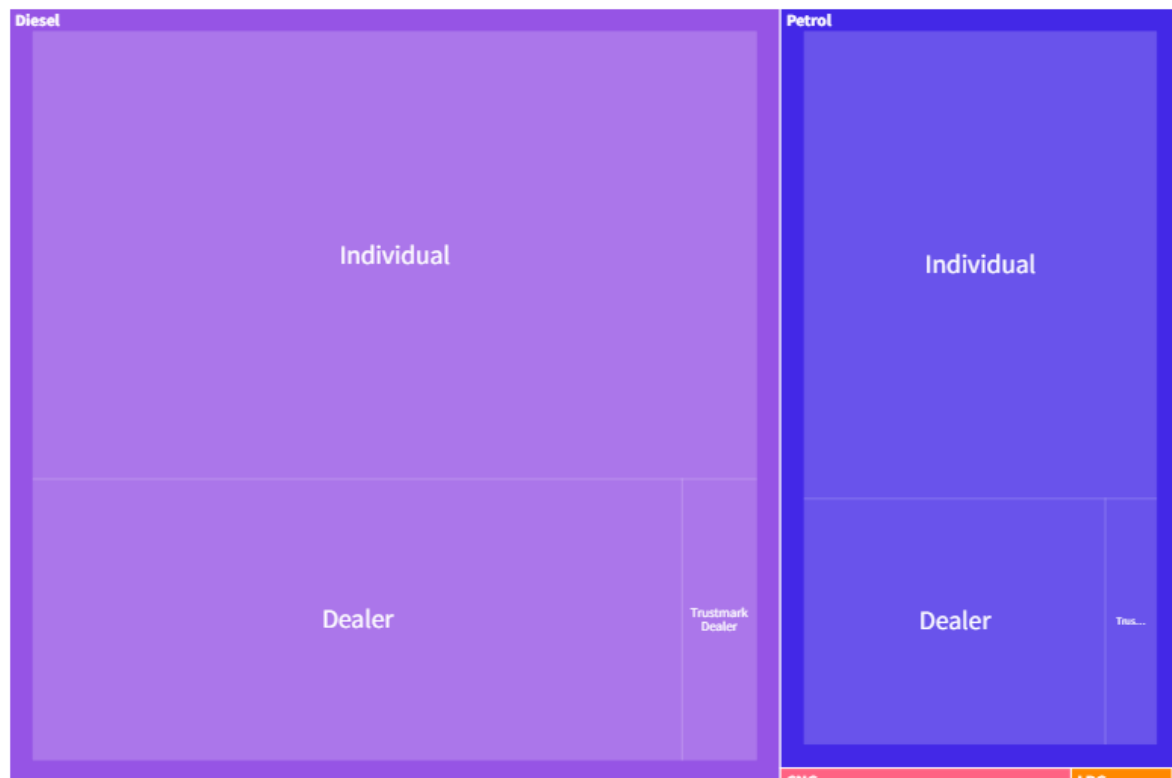 Diesel
Petrol
Individual
Individual
Dealer
Trustmark
Dealer
Dealer
Trus....